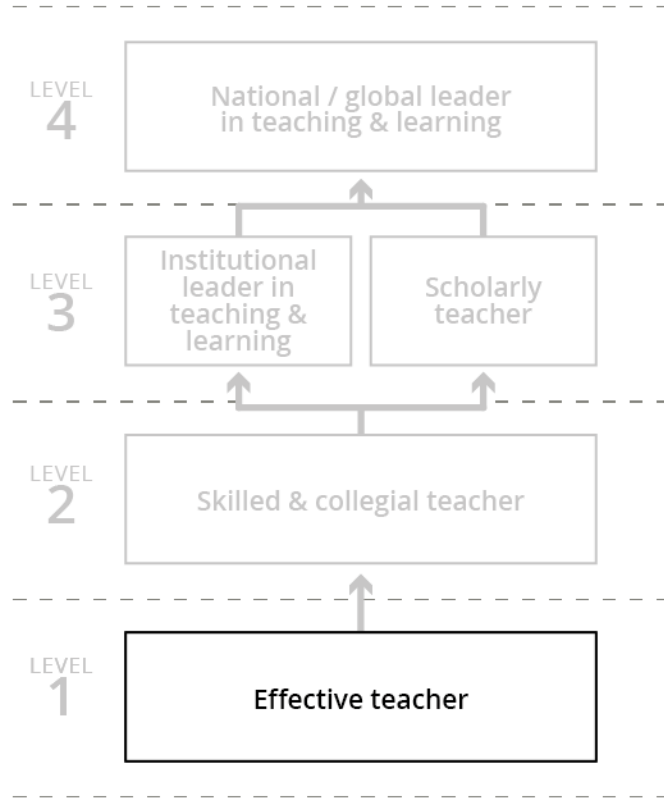 LEVEL
4
National / global leader
in teaching & learning
LEVEL
3
Institutional
leader in
teaching &
learning
Scholarly
teacher
LEVEL
2
Skilled & collegial teacher
LEVEL
1
Effective teacher